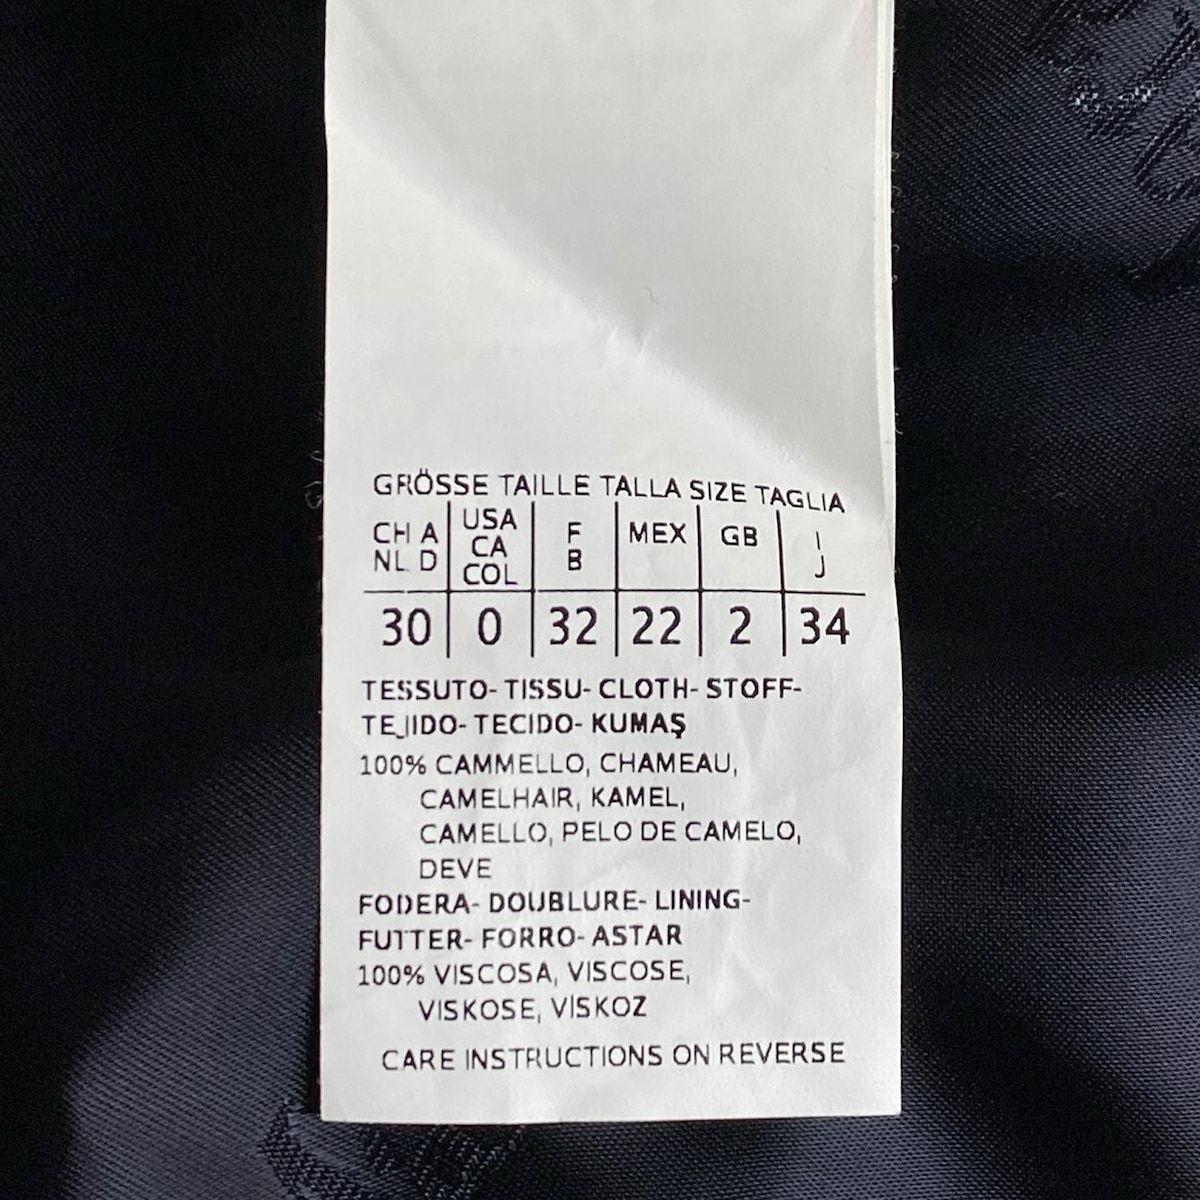 GRÖSSE TAILLE TALLA SIZE TAGLIA
CH A NL D | USA CA COL | F B | MEX | GB | I J
30 | 0 | 32 | 22 | 2 | 34
TESSUTO- TISSU- CLOTH- STOFF-
TEJIDO- TECIDO- KUMAŞ
100% CAMMELLO, CHAMEAU,
CAMELHAIR, KAMEL,
CAMELLO, PELO DE CAMELO,
DEVE
FODERA- DOUBLURE- LINING-
FUTTER- FORRO- ASTAR
100% VISCOSA, VISCOSE,
VISKOSE, VISKOZ
CARE INSTRUCTIONS ON REVERSE